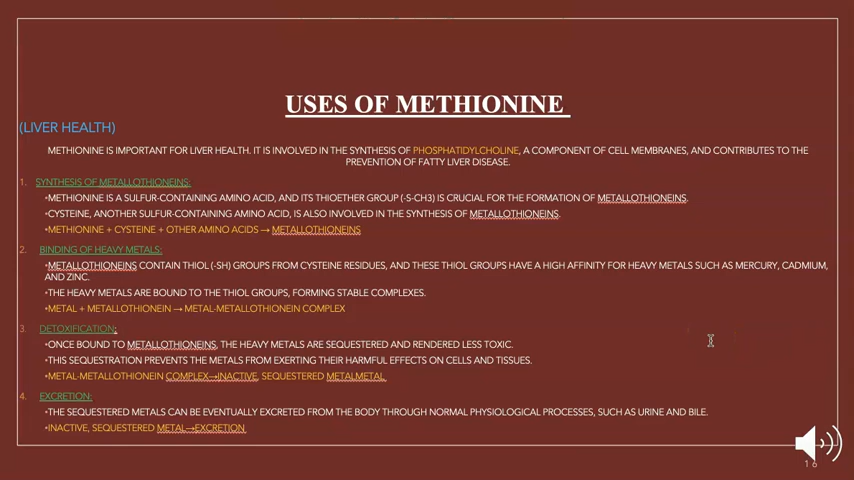 USES OF METHIONINE
(LIVER HEALTH)
METHIONINE IS IMPORTANT FOR LIVER HEALTH. IT IS INVOLVED IN THE SYNTHESIS OF PHOSPHATIDYLCHOLINE, A COMPONENT OF CELL MEMBRANES, AND CONTRIBUTES TO THE
PREVENTION OF FATTY LIVER DISEASE.
1. SYNTHESIS OF METALLOTHIONEINS:
•METHIONINE IS A SULFUR-CONTAINING AMINO ACID, AND ITS THIOETHER GROUP (-S-CH3) IS CRUCIAL FOR THE FORMATION OF METALLOTHIONEINS.
•CYSTEINE, ANOTHER SULFUR-CONTAINING AMINO ACID, IS ALSO INVOLVED IN THE SYNTHESIS OF METALLOTHIONEINS.
•METHIONINE + CYSTEINE + OTHER AMINO ACIDS → METALLOTHIONEINS
2. BINDING OF HEAVY METALS:
•METALLOTHIONEINS CONTAIN THIOL (-SH) GROUPS FROM CYSTEINE RESIDUES, AND THESE THIOL GROUPS HAVE A HIGH AFFINITY FOR HEAVY METALS SUCH AS MERCURY, CADMIUM,
AND ZINC.
•THE HEAVY METALS ARE BOUND TO THE THIOL GROUPS, FORMING STABLE COMPLEXES.
•METAL + METALLOTHIONEIN → METAL-METALLOTHIONEIN COMPLEX
3. DETOXIFICATION:
•ONCE BOUND TO METALLOTHIONEINS, THE HEAVY METALS ARE SEQUESTERED AND RENDERED LESS TOXIC.
•THIS SEQUESTRATION PREVENTS THE METALS FROM EXERTING THEIR HARMFUL EFFECTS ON CELLS AND TISSUES.
•METAL-METALLOTHIONEIN COMPLEX→INACTIVE, SEQUESTERED METALMETAL
4. EXCRETION:
•THE SEQUESTERED METALS CAN BE EVENTUALLY EXCRETED FROM THE BODY THROUGH NORMAL PHYSIOLOGICAL PROCESSES, SUCH AS URINE AND BILE.
•INACTIVE, SEQUESTERED METAL→EXCRETION
16